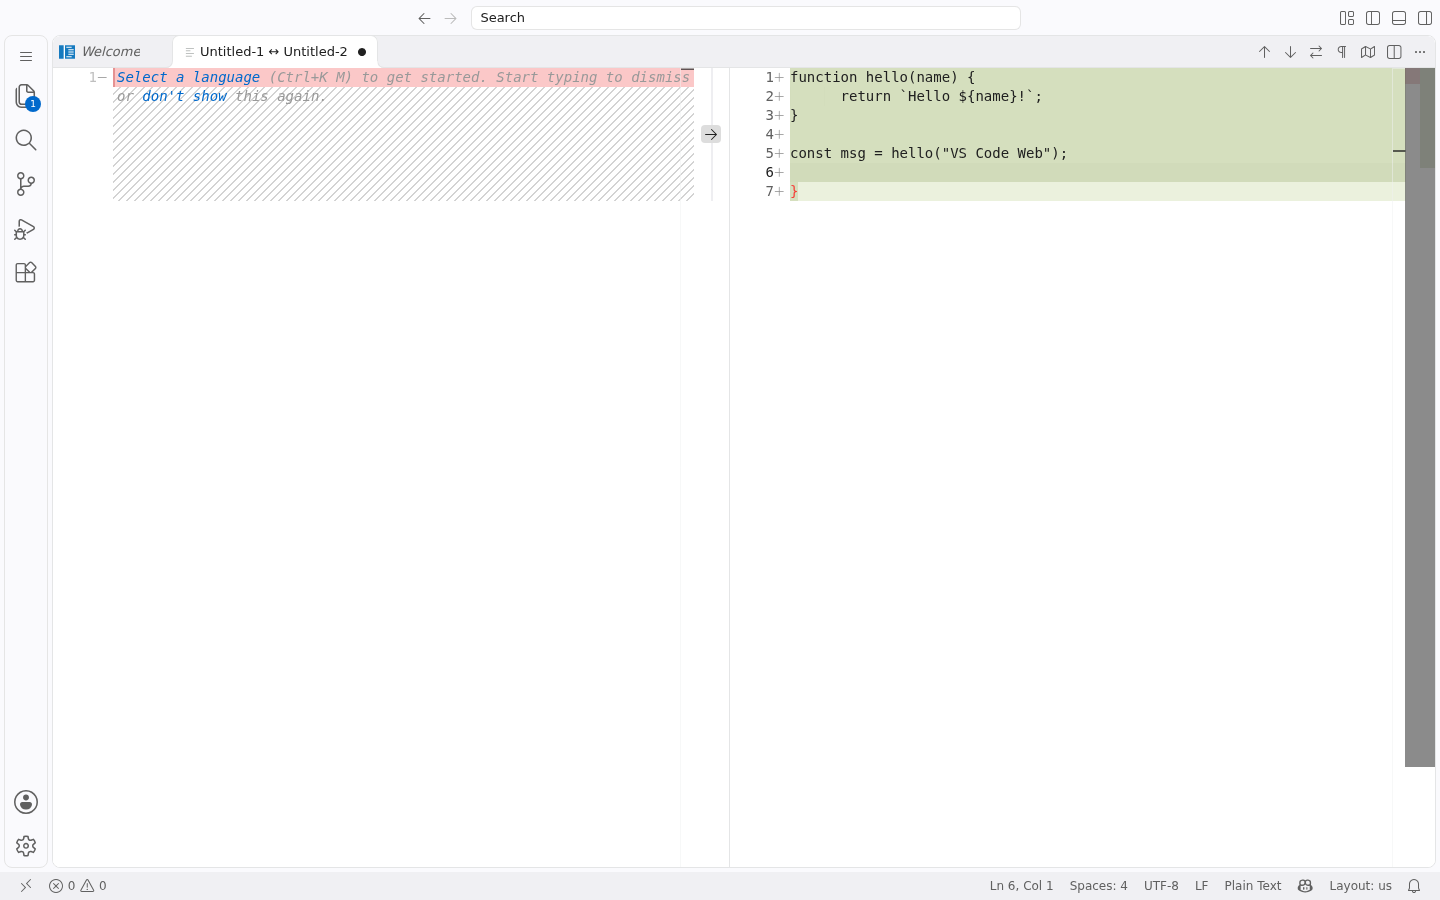 Search
Welcome
Untitled-1 ↔ Untitled-2 ●
1
1− Select a language (Ctrl+K M) to get started. Start typing to dismiss
or don't show this again.
1+ function hello(name) {
2+ return `Hello ${name}!`;
3+ }
4+
5+ const msg = hello("VS Code Web");
6+
7+ }
0 0
Ln 6, Col 1
Spaces: 4
UTF-8
LF
Plain Text
Layout: us